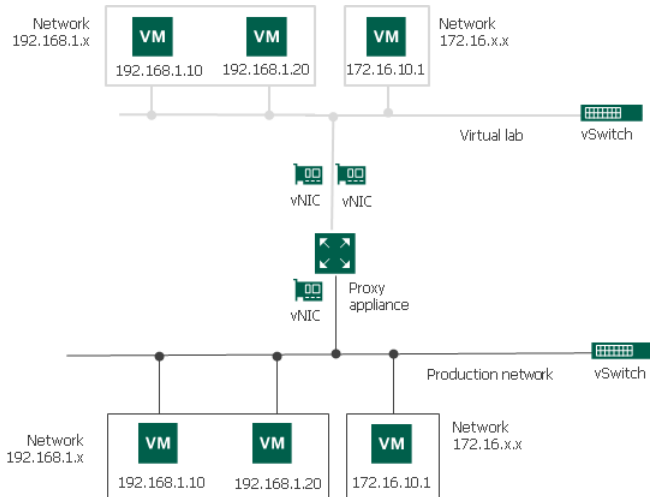 Network
192.168.1.x
VM
VM
VM
Network
172.16.x.x
192.168.1.10
192.168.1.20
172.16.10.1
Virtual lab
vSwitch
vNIC
vNIC
Proxy
appliance
vNIC
Production network
vSwitch
Network
192.168.1.x
VM
VM
VM
Network
172.16.x.x
192.168.1.10
192.168.1.20
172.16.10.1